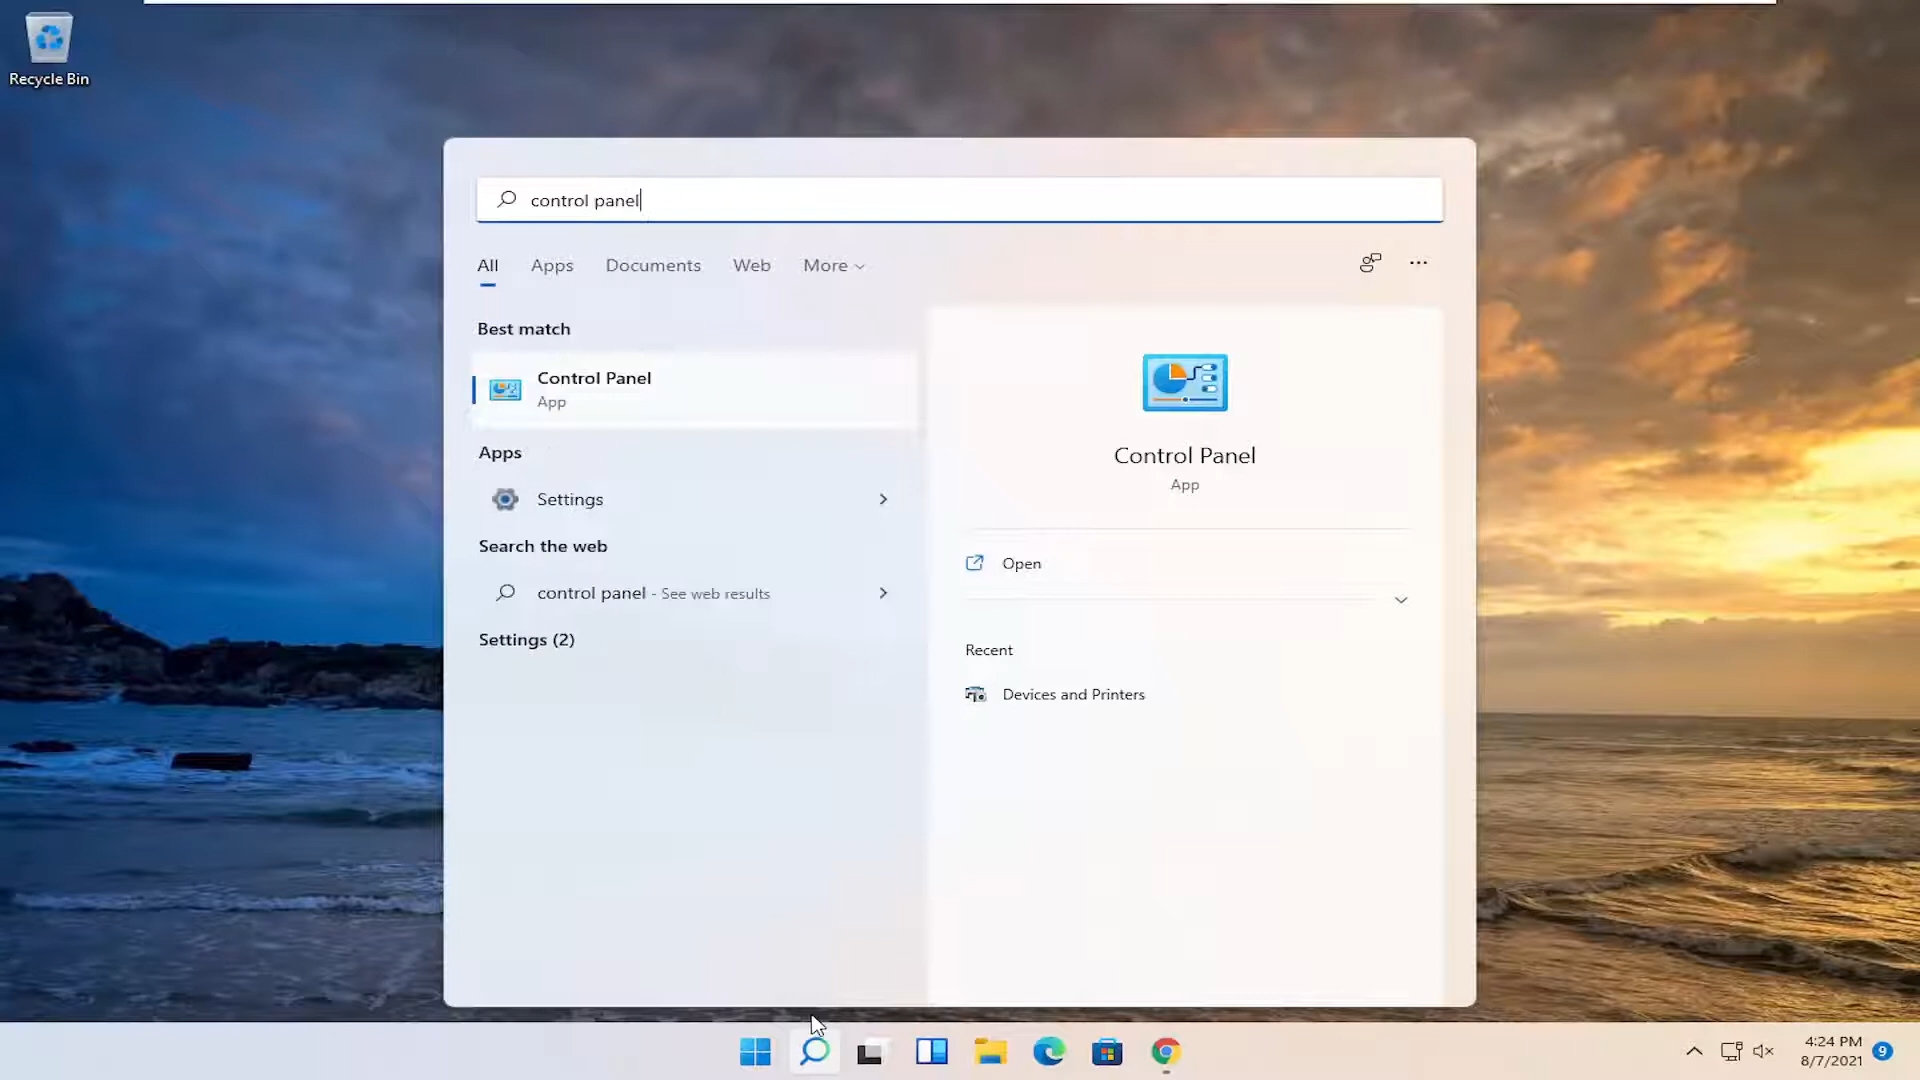 Recycle Bin
control panel
All Apps Documents Web More
Best match
Control Panel
App
Apps
Settings
Search the web
control panel - See web results
Settings (2)
Control Panel
App
Open
Recent
Devices and Printers
4:24 PM
8/7/2021
9